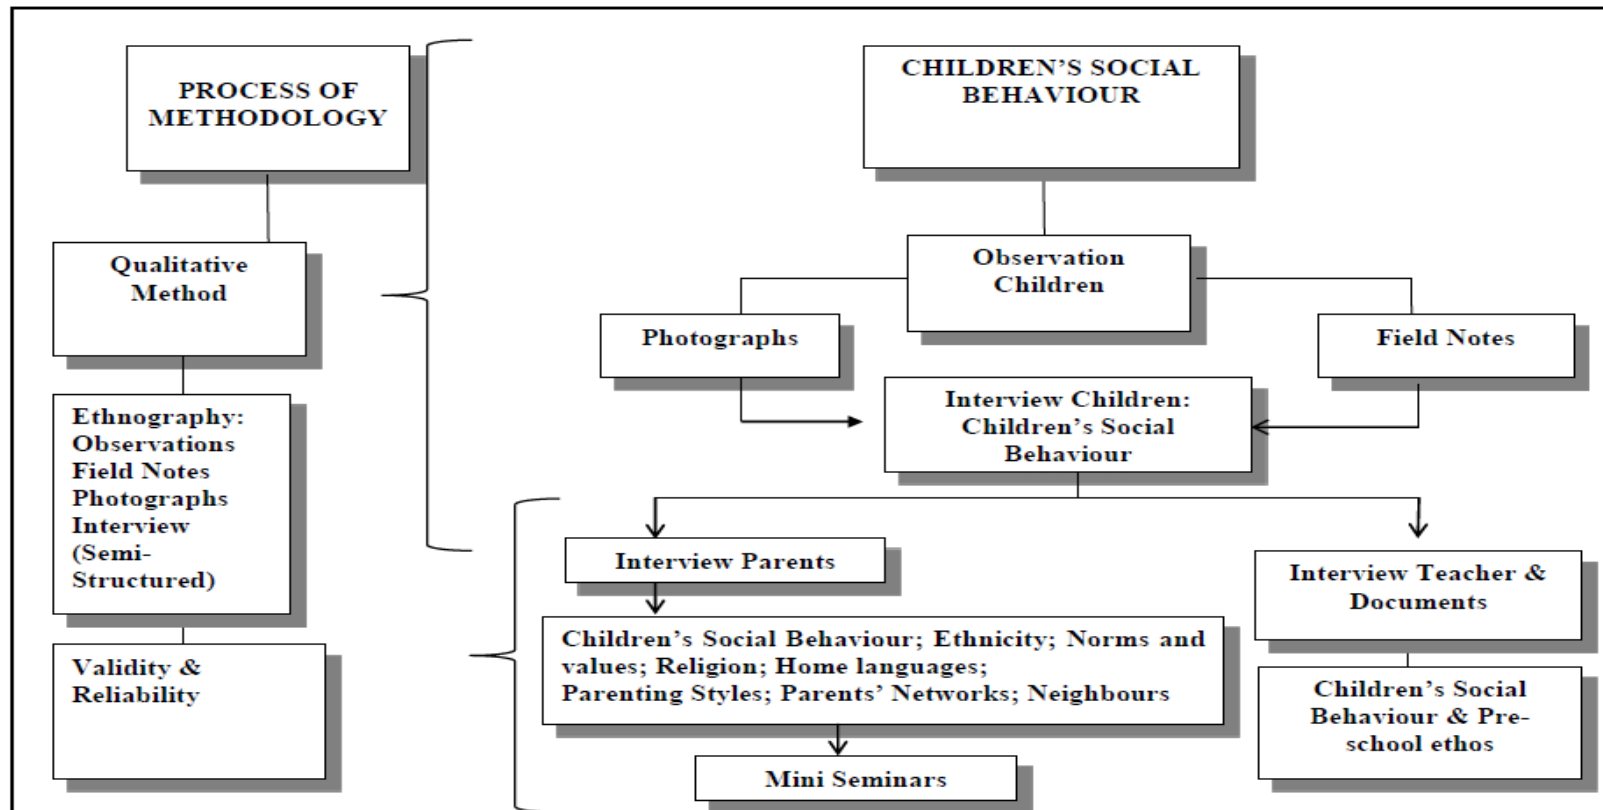 PROCESS OF
METHODOLOGY
CHILDREN’S SOCIAL
BEHAVIOUR
Qualitative
Method
Observation
Children
Photographs
Field Notes
Ethnography:
Observations
Field Notes
Photographs
Interview
(Semi-
Structured)
Interview Children:
Children’s Social
Behaviour
Interview Parents
Interview Teacher &
Documents
Validity &
Reliability
Children’s Social Behaviour; Ethnicity; Norms and
values; Religion; Home languages;
Parenting Styles; Parents’ Networks; Neighbours
Children’s Social
Behaviour & Pre-
school ethos
Mini Seminars